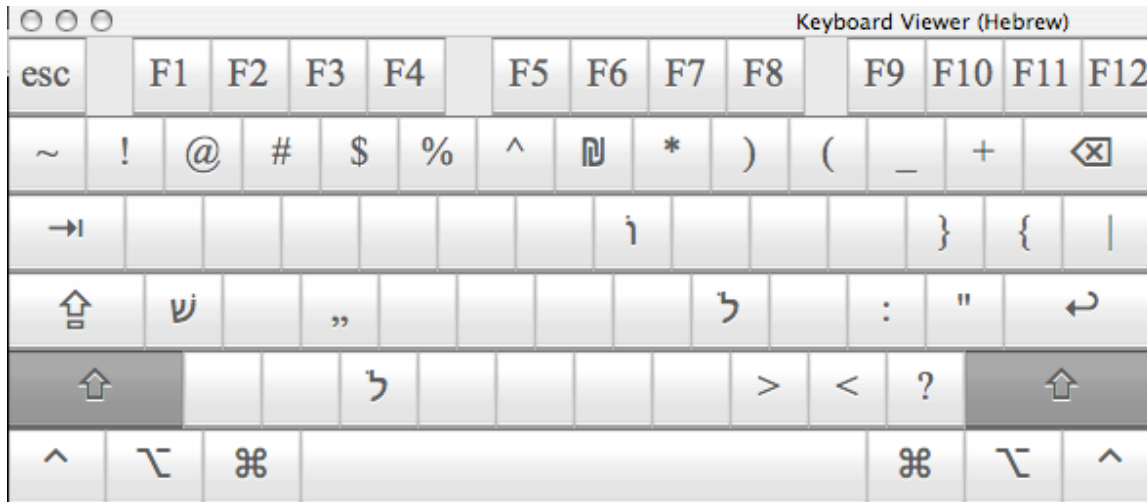 Keyboard Viewer (Hebrew)
esc F1 F2 F3 F4 F5 F6 F7 F8 F9 F10 F11 F12
~ ! @ # $ % ^ ₪ * ) ( _ + ⌫
⇥ וֹ } { |
⇪ שׁ „ לֹ : " ↩
⇧ לֹ > < ? ⇧
^ ⌥ ⌘ ⌘ ⌥ ^